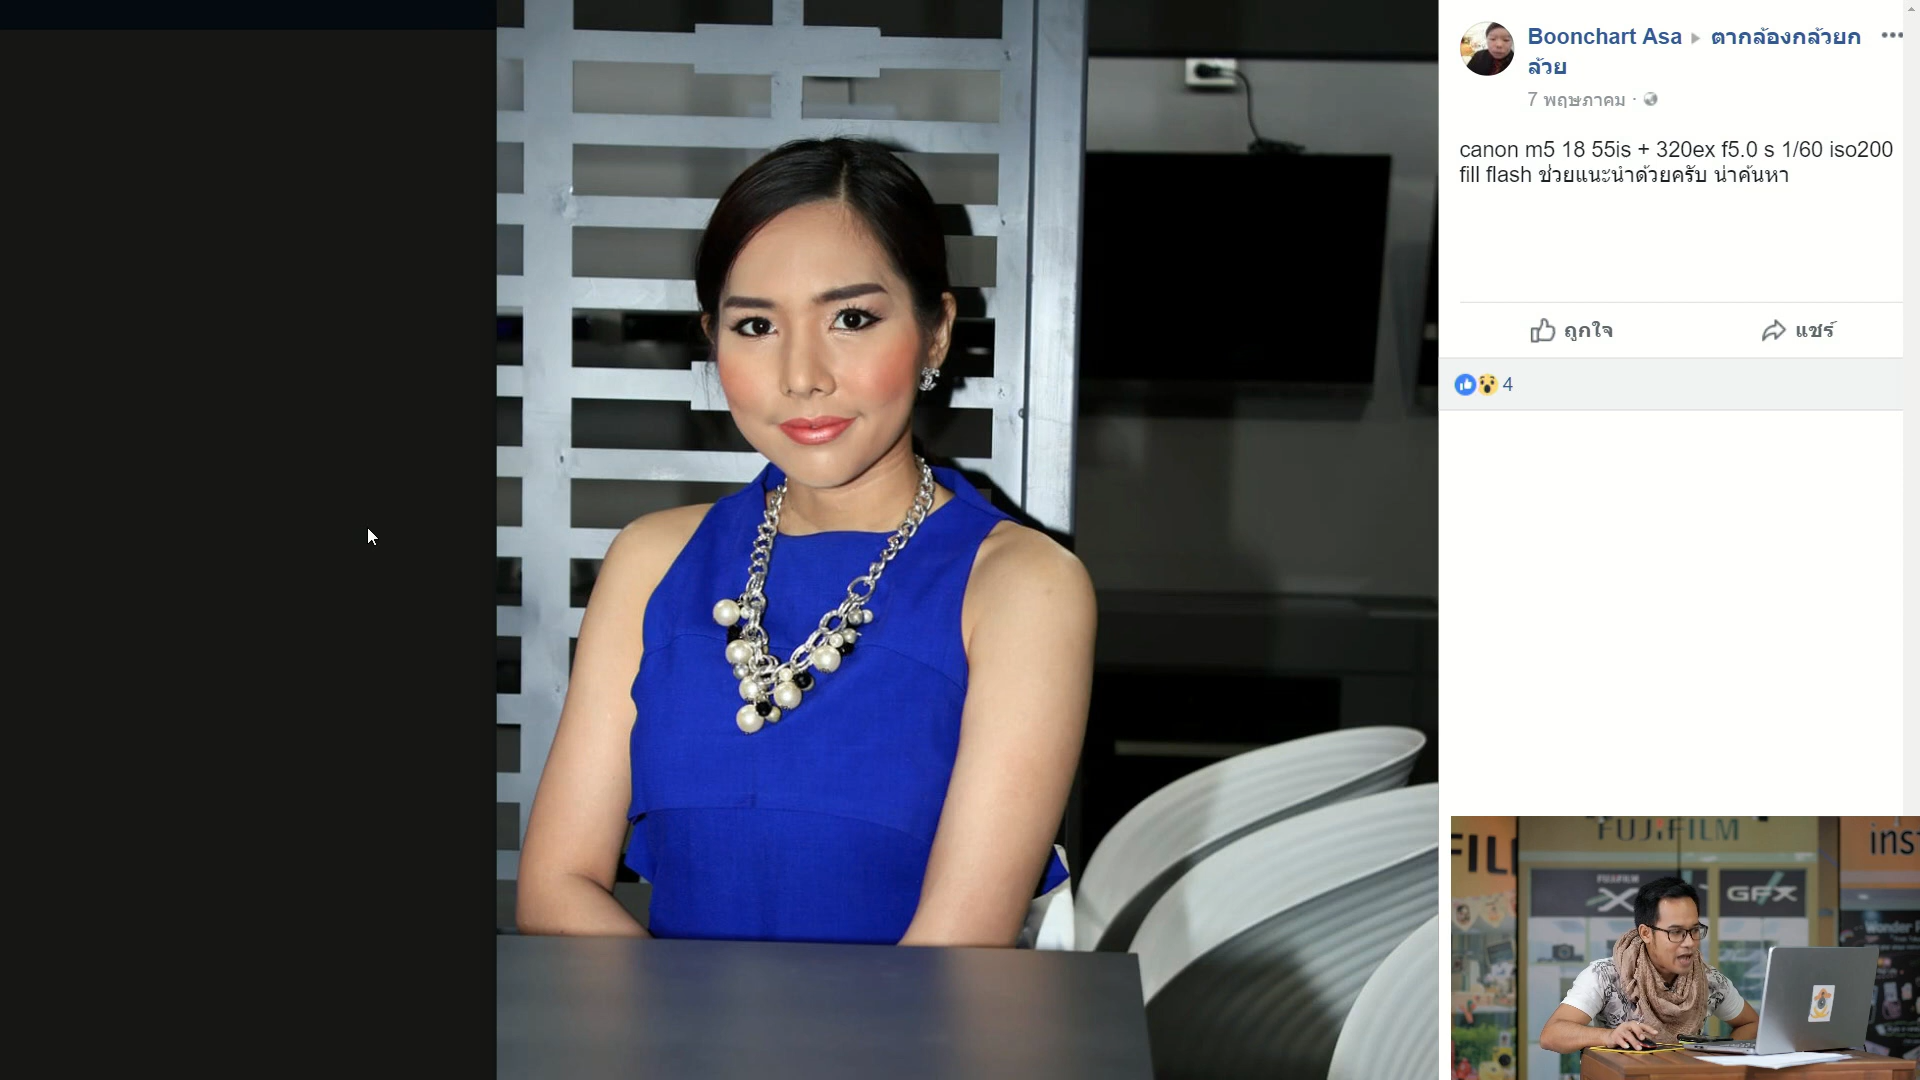 Boonchart Asa ▸ ตากล้องกล้วยก
ล้วย
7 พฤษภาคม ·
canon m5 18 55is + 320ex f5.0 s 1/60 iso200
fill flash ช่วยแนะนำด้วยครับ น่าค้นหา
ถูกใจ
แชร์
4
FUJIFILM
FIL
ins
FUJIFILM
X
GFX
Wonder